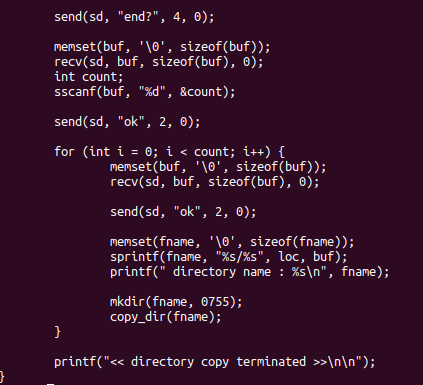 send(sd, "end?", 4, 0);
memset(buf, '\0', sizeof(buf));
recv(sd, buf, sizeof(buf), 0);
int count;
sscanf(buf, "%d", &count);
send(sd, "ok", 2, 0);
for (int i = 0; i < count; i++) {
memset(buf, '\0', sizeof(buf));
recv(sd, buf, sizeof(buf), 0);
send(sd, "ok", 2, 0);
memset(fname, '\0', sizeof(fname));
sprintf(fname, "%s/%s", loc, buf);
printf(" directory name : %s\n", fname);
mkdir(fname, 0755);
copy_dir(fname);
}
printf("<< directory copy terminated >>\n\n");
}